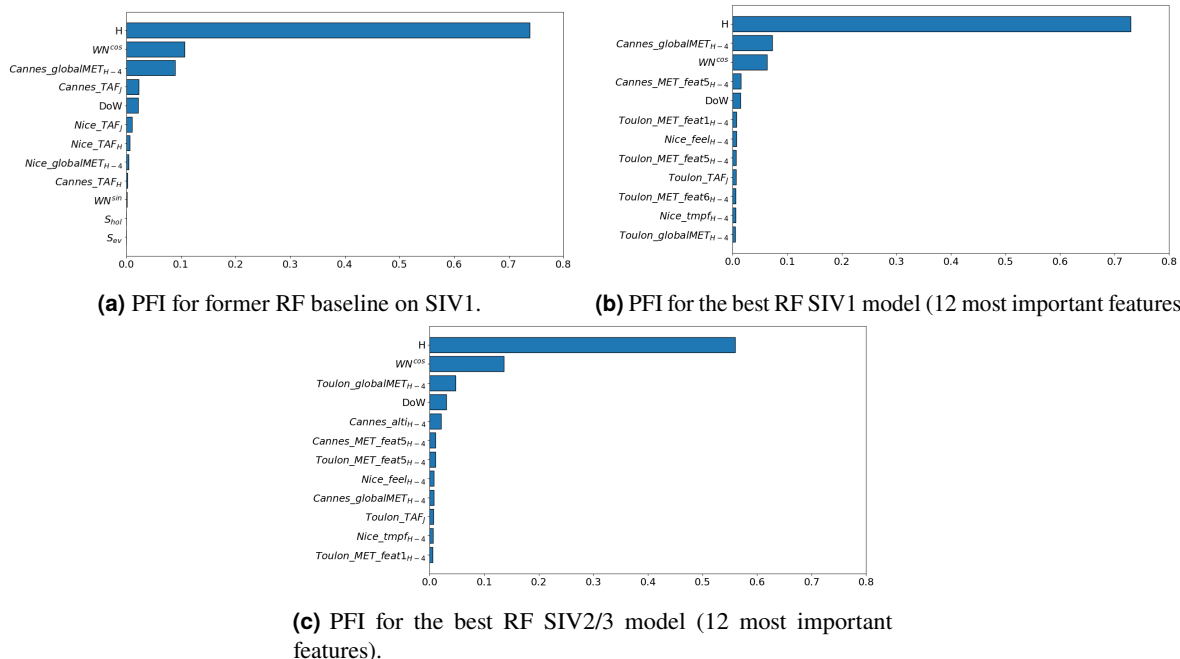 H
WN^cos
Cannes_globalMET_H−4
Cannes_TAF_J
DoW
Nice_TAF_J
Nice_TAF_H
Nice_globalMET_H−4
Cannes_TAF_H
WN^sin
S_hol
S_ev
0.0 0.1 0.2 0.3 0.4 0.5 0.6 0.7 0.8
(a) PFI for former RF baseline on SIV1.
H
Cannes_globalMET_H−4
WN^cos
Cannes_MET_feat5_H−4
DoW
Toulon_MET_feat1_H−4
Nice_feel_H−4
Toulon_MET_feat5_H−4
Toulon_TAF_J
Toulon_MET_feat6_H−4
Nice_tmpf_H−4
Toulon_globalMET_H−4
0.0 0.1 0.2 0.3 0.4 0.5 0.6 0.7 0.8
(b) PFI for the best RF SIV1 model (12 most important features
H
WN^cos
Toulon_globalMET_H−4
DoW
Cannes_alti_H−4
Cannes_MET_feat5_H−4
Toulon_MET_feat5_H−4
Nice_feel_H−4
Cannes_globalMET_H−4
Toulon_TAF_J
Nice_tmpf_H−4
Toulon_MET_feat1_H−4
0.0 0.1 0.2 0.3 0.4 0.5 0.6 0.7 0.8
(c) PFI for the best RF SIV2/3 model (12 most important
features).